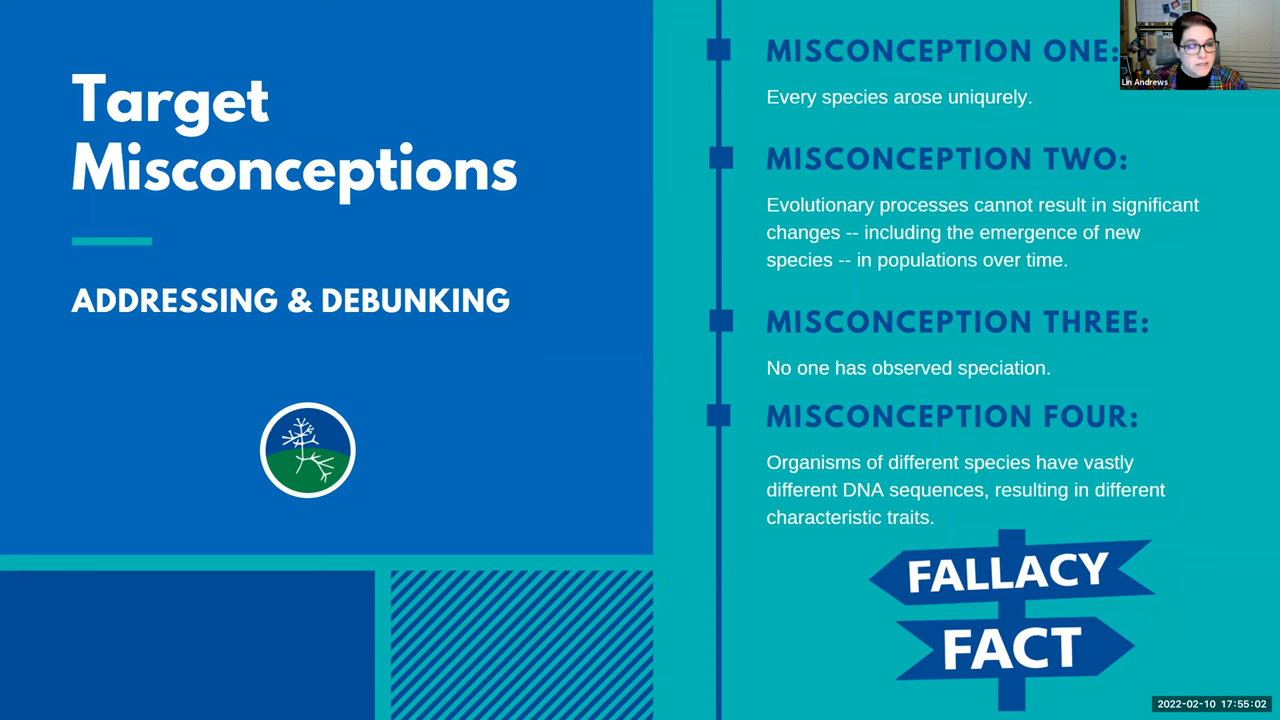 Target
Misconceptions
ADDRESSING & DEBUNKING
MISCONCEPTION ONE:
Every species arose uniqurely.
MISCONCEPTION TWO:
Evolutionary processes cannot result in significant
changes -- including the emergence of new
species -- in populations over time.
MISCONCEPTION THREE:
No one has observed speciation.
MISCONCEPTION FOUR:
Organisms of different species have vastly
different DNA sequences, resulting in different
characteristic traits.
FALLACY
FACT
Lin Andrews
2022-02-10 17:55:02